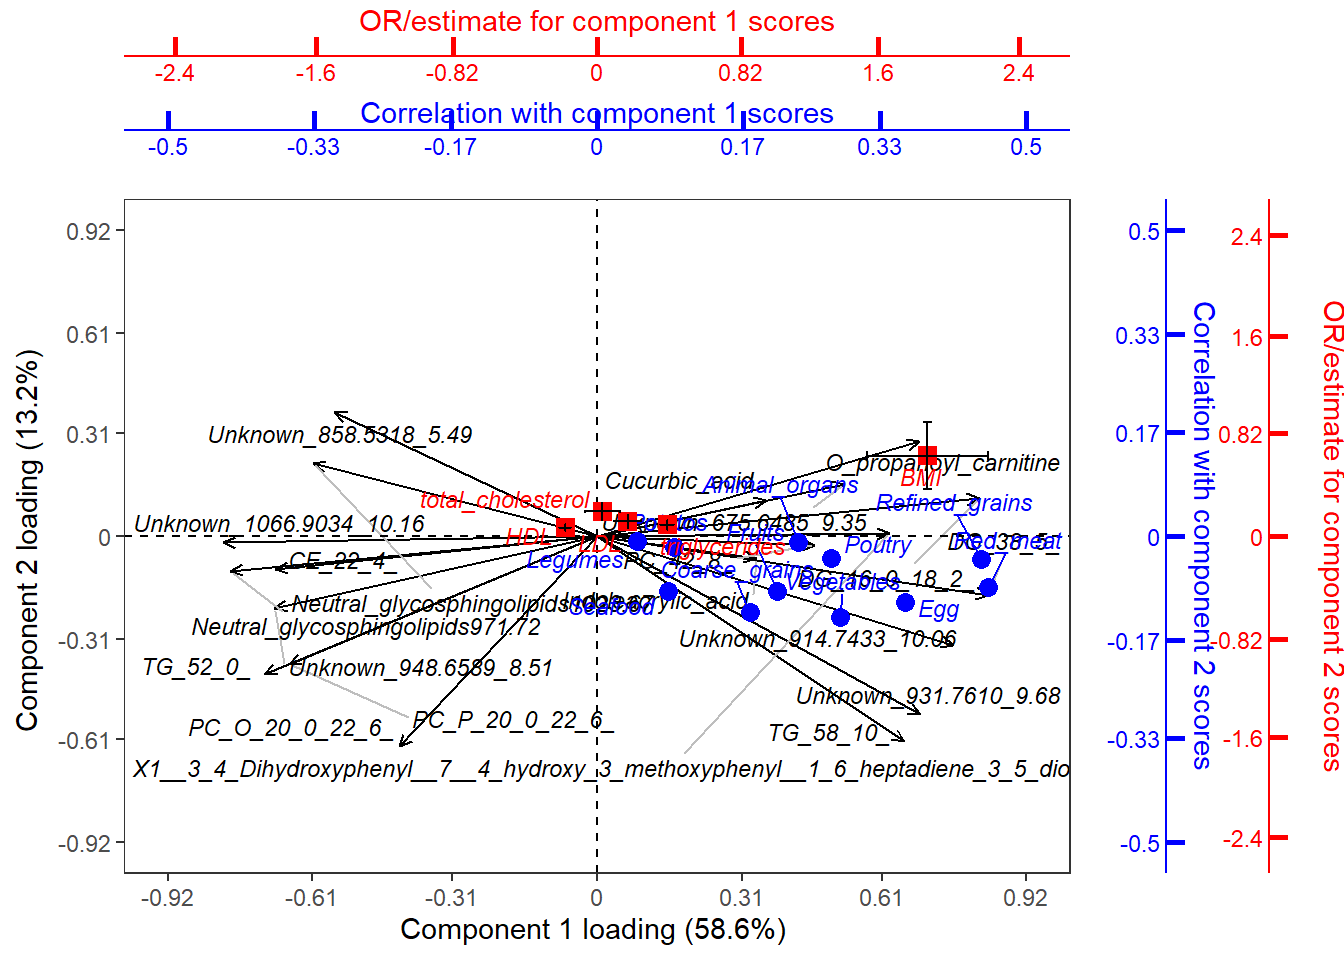 OR/estimate for component 1 scores
-2.4 -1.6 -0.82 0 0.82 1.6 2.4
Correlation with component 1 scores
-0.5 -0.33 -0.17 0 0.17 0.33 0.5
Component 2 loading (13.2%)
0.92
0.61
0.31
0
-0.31
-0.61
-0.92
Unknown_858.5318_5.49
O_propanoyl_carnitine
BMI
Cucurbic_acid
Animal_organs
total_cholesterol
Refined_grains
Unknown_1066.9034_10.16
HDL
LDL
triglycerides
Fruits
Poutry
Red_meat
CE_22_4_
Legumes
Coarse_grains
Vegetables
Neutral_glycosphingolipids1029.67
Seafood
Egg
Neutral_glycosphingolipids971.72
Unknown_914.7433_10.06
TG_52_0_
Unknown_948.6589_8.51
Unknown_931.7610_9.68
PC_O_20_0_22_6_
PC_P_20_0_22_6_
TG_58_10_
X1__3_4_Dihydroxyphenyl__7__4_hydroxy_3_methoxyphenyl__1_6_heptadiene_3_5_dio
-0.92 -0.61 -0.31 0 0.31 0.61 0.92
Component 1 loading (58.6%)
0.5
0.33
0.17
0
-0.17
-0.33
-0.5
Correlation with component 2 scores
2.4
1.6
0.82
0
-0.82
-1.6
-2.4
OR/estimate for component 2 scores